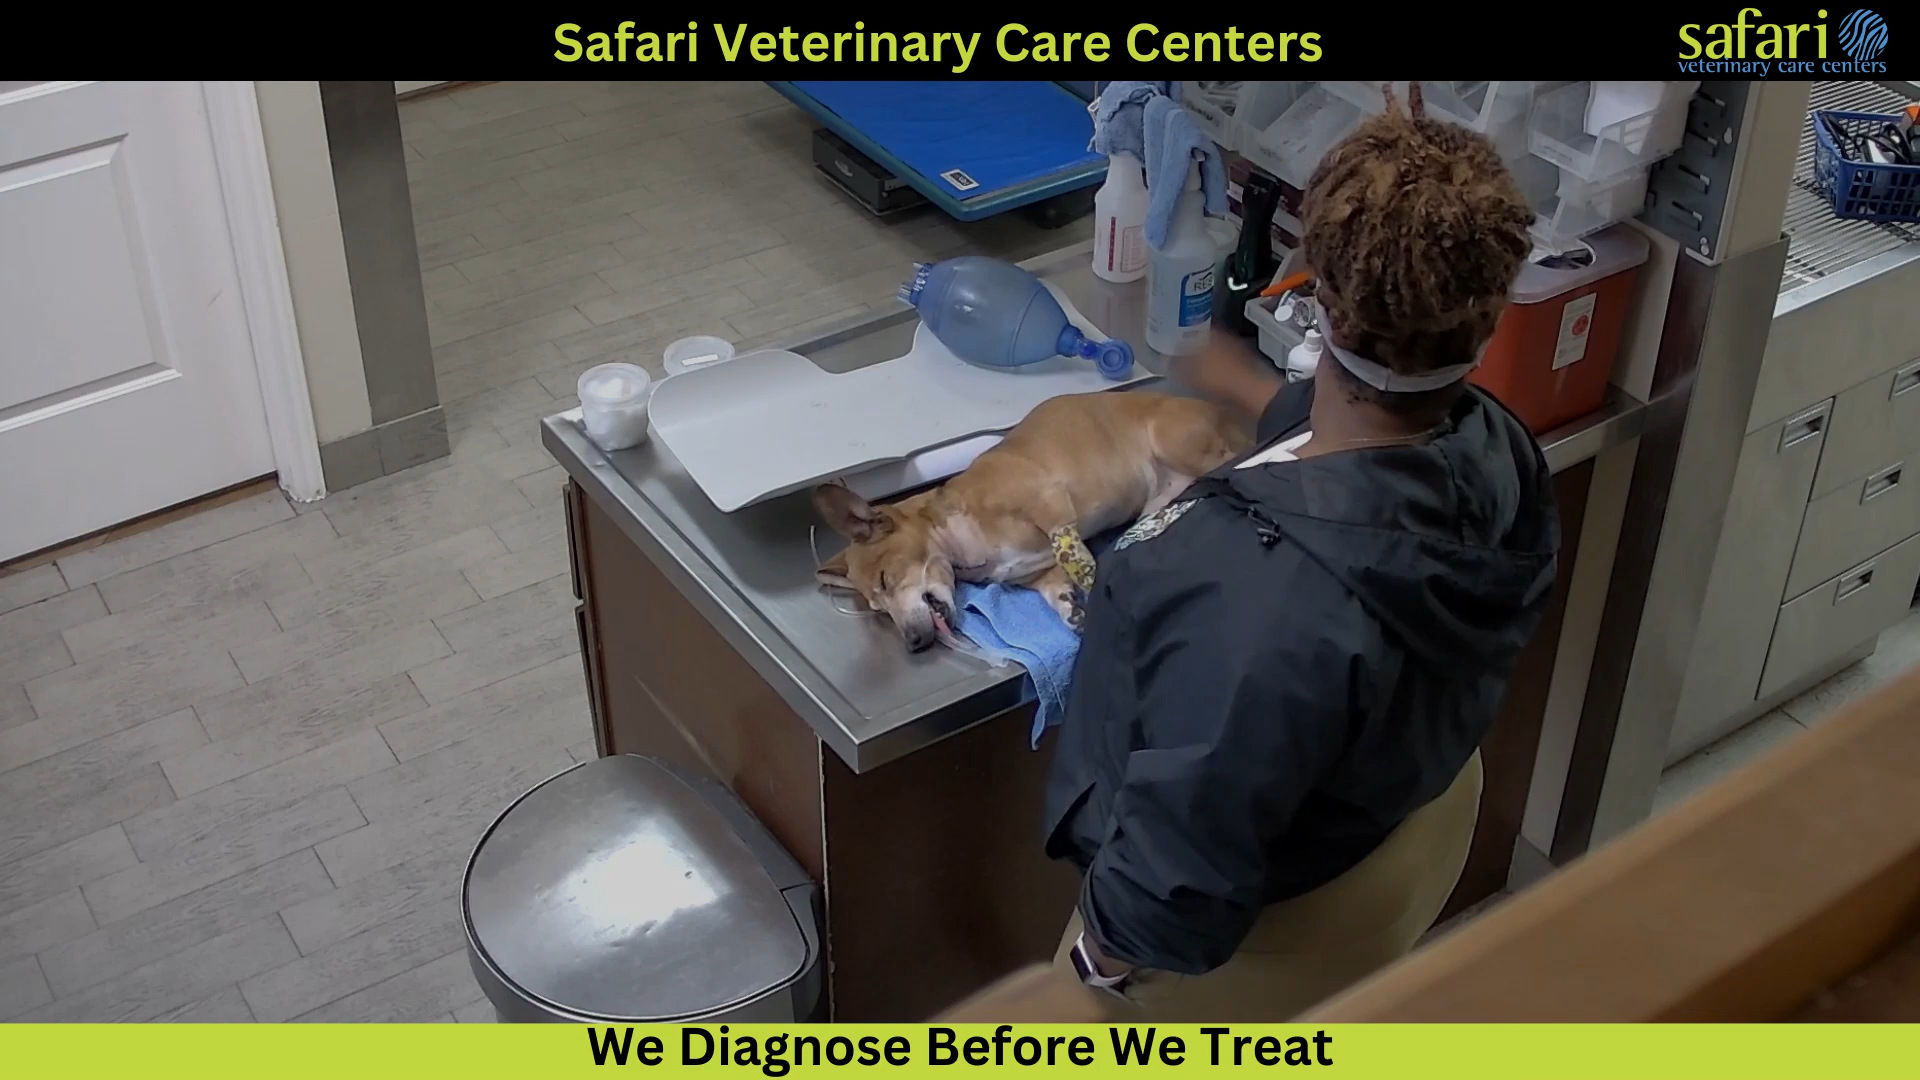 Safari Veterinary Care Centers
safari
veterinary care centers
We Diagnose Before We Treat